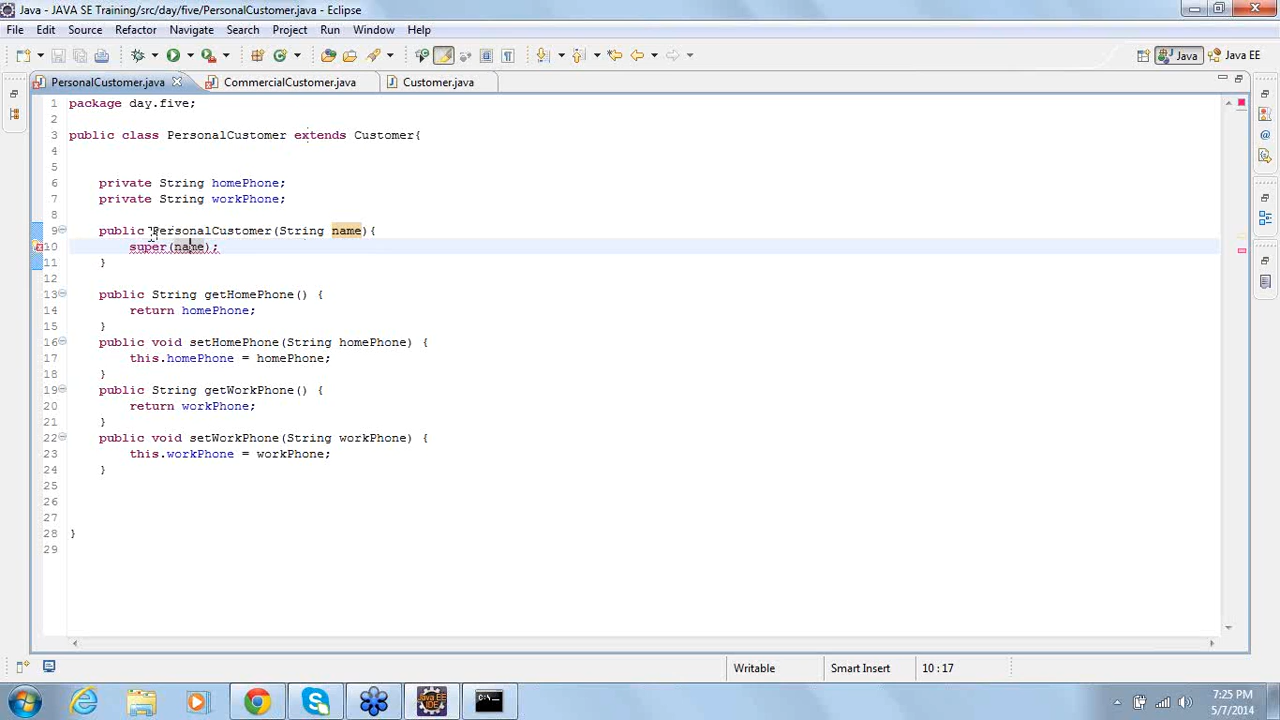 Java - JAVA SE Training/src/day/five/PersonalCustomer.java - Eclipse
File Edit Source Refactor Navigate Search Project Run Window Help
Java Java EE
PersonalCustomer.java CommercialCustomer.java Customer.java
1 package day.five;
2
3 public class PersonalCustomer extends Customer{
4
5
6 private String homePhone;
7 private String workPhone;
8
9 public PersonalCustomer(String name){
10 super(name);
11 }
12
13 public String getHomePhone() {
14 return homePhone;
15 }
16 public void setHomePhone(String homePhone) {
17 this.homePhone = homePhone;
18 }
19 public String getWorkPhone() {
20 return workPhone;
21 }
22 public void setWorkPhone(String workPhone) {
23 this.workPhone = workPhone;
24 }
25
26
27
28 }
29
Writable Smart Insert 10 : 17
Java EE
IDE
7:25 PM
5/7/2014